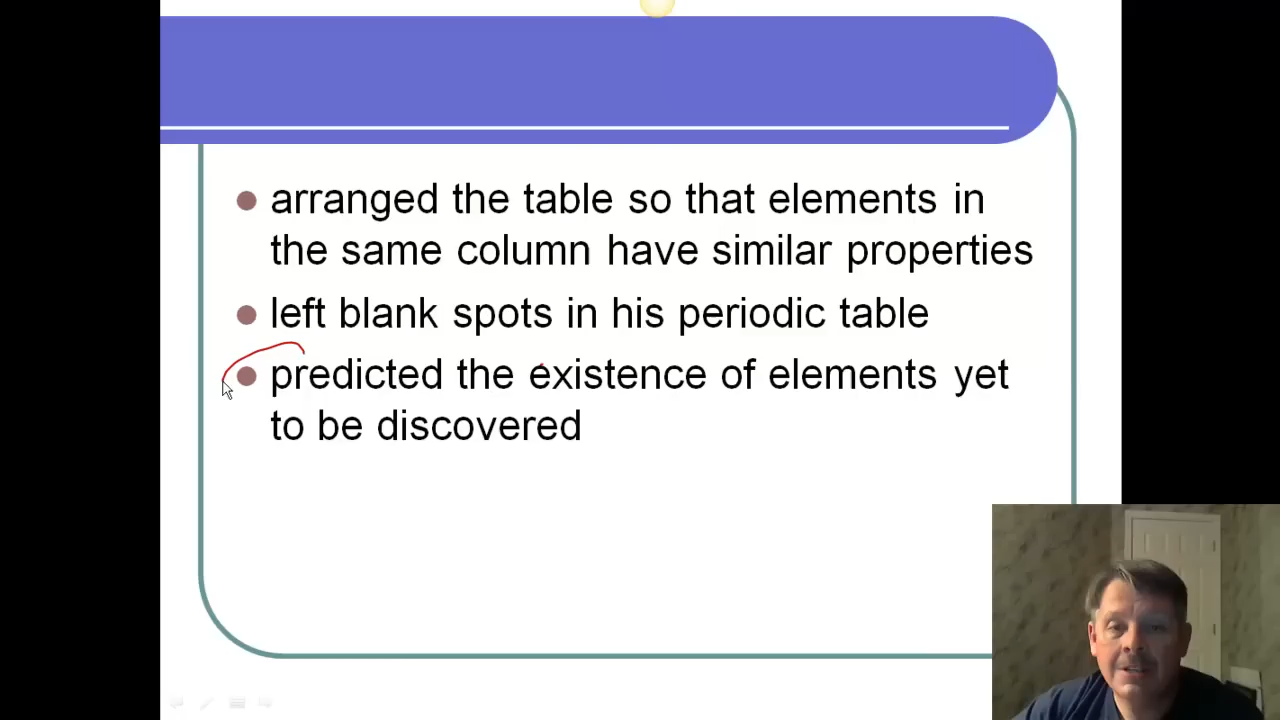 arranged the table so that elements in
the same column have similar properties
left blank spots in his periodic table
predicted the existence of elements yet
to be discovered